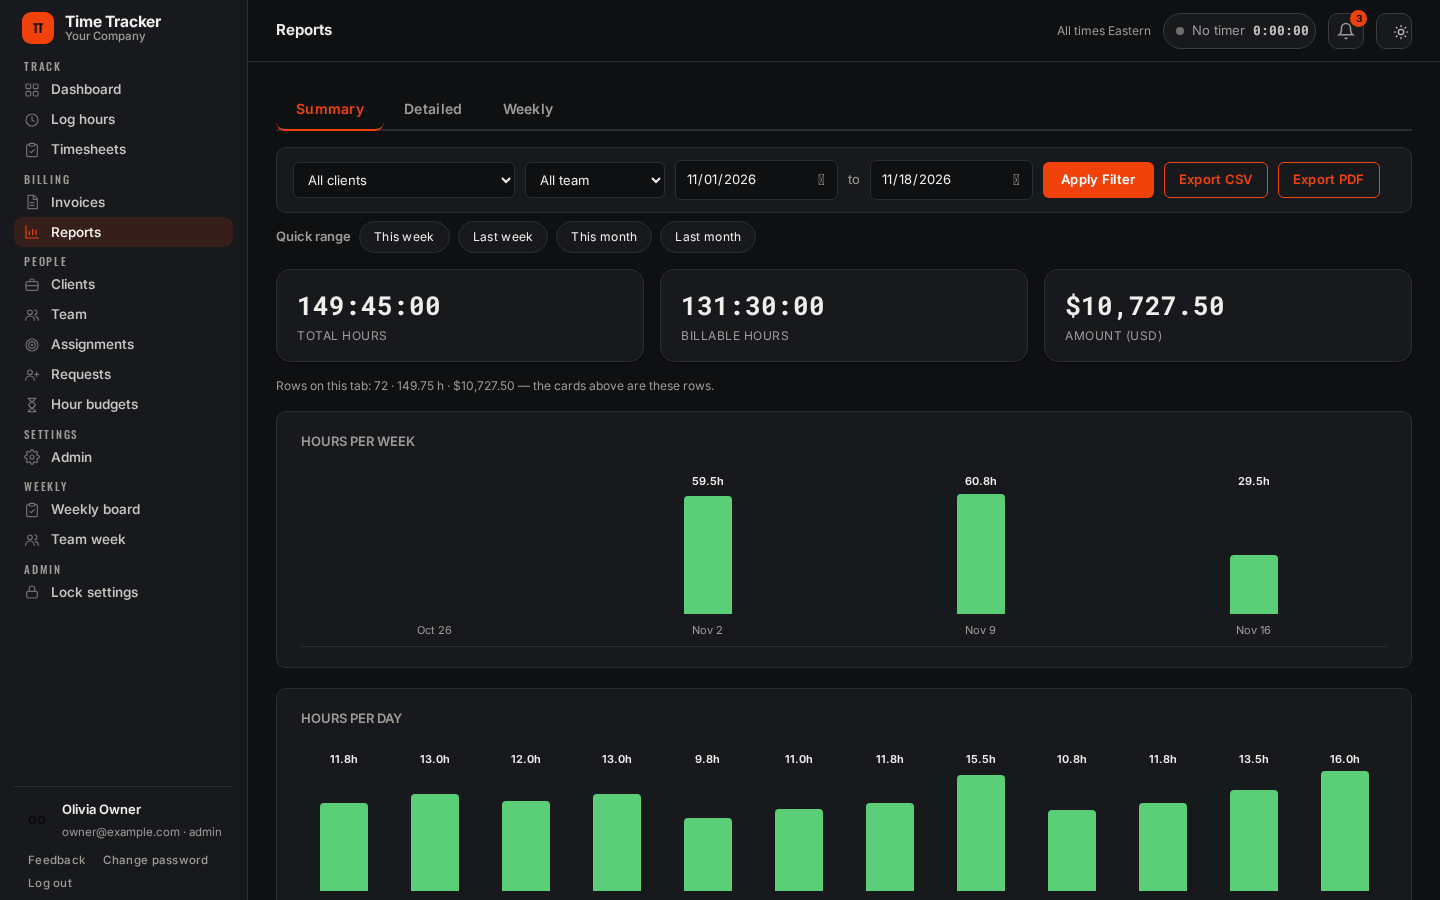 Time Tracker
Your Company
TRACK
Dashboard
Log hours
Timesheets
BILLING
Invoices
Reports
PEOPLE
Clients
Team
Assignments
Requests
Hour budgets
SETTINGS
Admin
WEEKLY
Weekly board
Team week
ADMIN
Lock settings
OO
Olivia Owner
owner@example.com · admin
Feedback Change password
Log out
Reports
All times Eastern
No timer 0:00:00
3
Summary Detailed Weekly
All clients All team 11/01/2026 to 11/18/2026 Apply Filter Export CSV Export PDF
Quick range This week Last week This month Last month
149:45:00
TOTAL HOURS
131:30:00
BILLABLE HOURS
$10,727.50
AMOUNT (USD)
Rows on this tab: 72 · 149.75 h · $10,727.50 — the cards above are these rows.
HOURS PER WEEK
59.5h 60.8h 29.5h
Oct 26 Nov 2 Nov 9 Nov 16
HOURS PER DAY
11.8h 13.0h 12.0h 13.0h 9.8h 11.0h 11.8h 15.5h 10.8h 11.8h 13.5h 16.0h